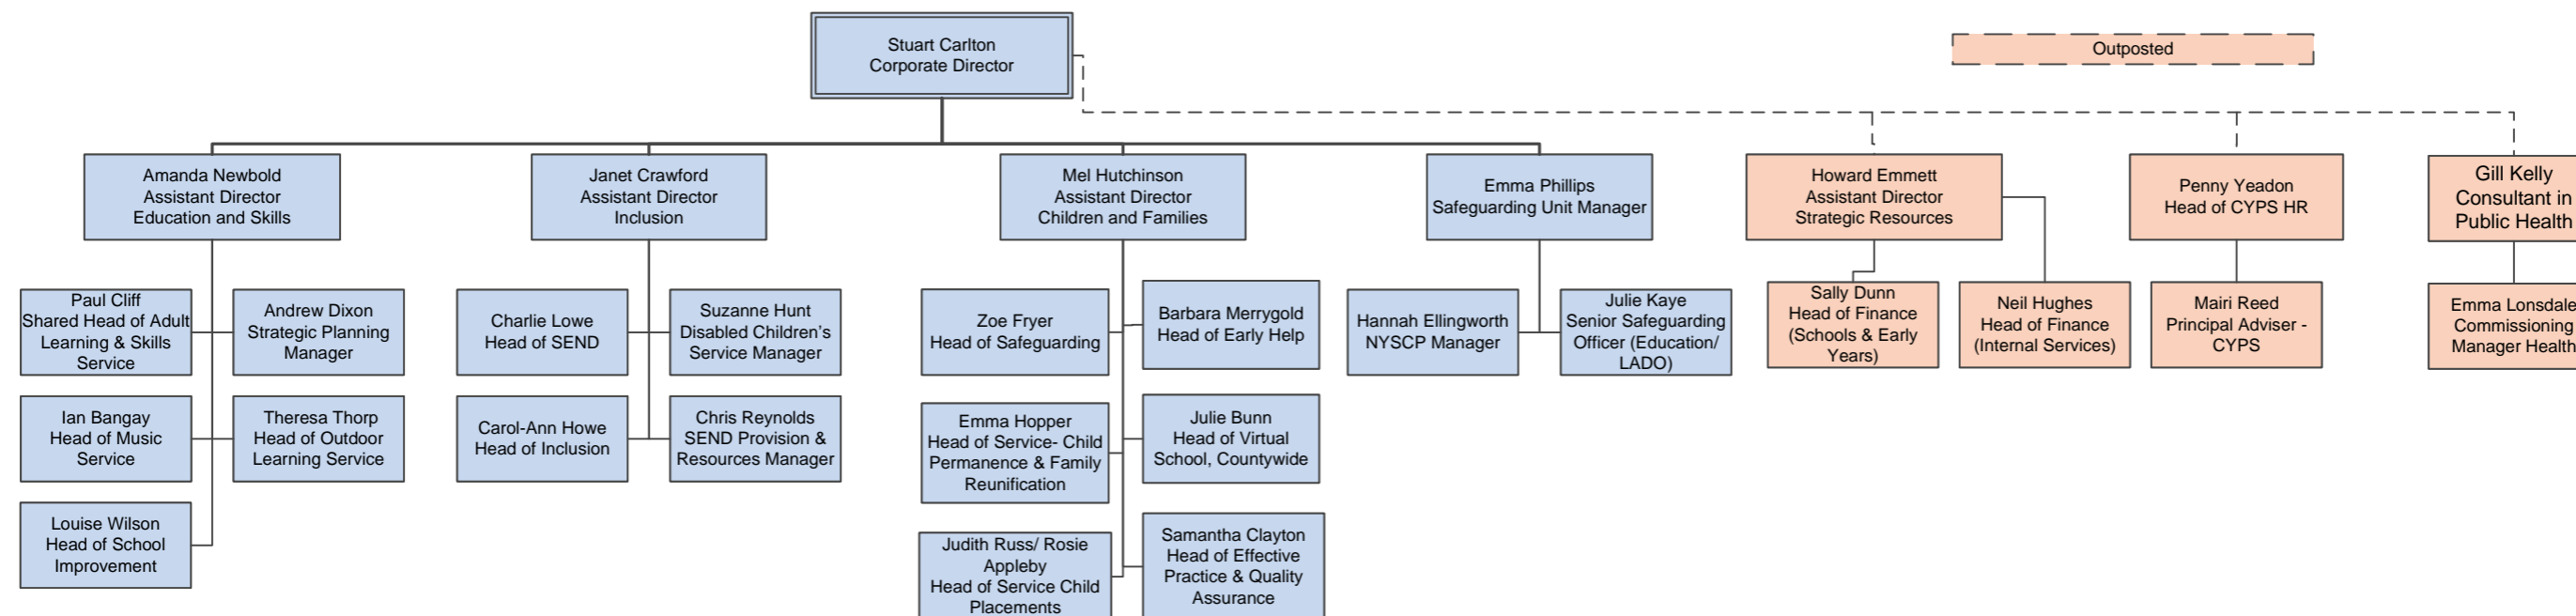 Stuart Carlton
Corporate Director
Outposted
Amanda Newbold
Assistant Director
Education and Skills
Janet Crawford
Assistant Director
Inclusion
Mel Hutchinson
Assistant Director
Children and Families
Emma Phillips
Safeguarding Unit Manager
Howard Emmett
Assistant Director
Strategic Resources
Penny Yeadon
Head of CYPS HR
Gill Kelly
Consultant in
Public Health
Paul Cliff
Shared Head of Adult
Learning & Skills
Service
Andrew Dixon
Strategic Planning
Manager
Charlie Lowe
Head of SEND
Suzanne Hunt
Disabled Children’s
Service Manager
Zoe Fryer
Head of Safeguarding
Barbara Merrygold
Head of Early Help
Hannah Ellingworth
NYSCP Manager
Julie Kaye
Senior Safeguarding
Officer (Education/
LADO)
Sally Dunn
Head of Finance
(Schools & Early
Years)
Neil Hughes
Head of Finance
(Internal Services)
Mairi Reed
Principal Adviser -
CYPS
Emma Lonsdale
Commissioning
Manager Health
Ian Bangay
Head of Music
Service
Theresa Thorp
Head of Outdoor
Learning Service
Carol-Ann Howe
Head of Inclusion
Chris Reynolds
SEND Provision &
Resources Manager
Emma Hopper
Head of Service- Child
Permanence & Family
Reunification
Julie Bunn
Head of Virtual
School, Countywide
Louise Wilson
Head of School
Improvement
Judith Russ/ Rosie
Appleby
Head of Service Child
Placements
Samantha Clayton
Head of Effective
Practice & Quality
Assurance